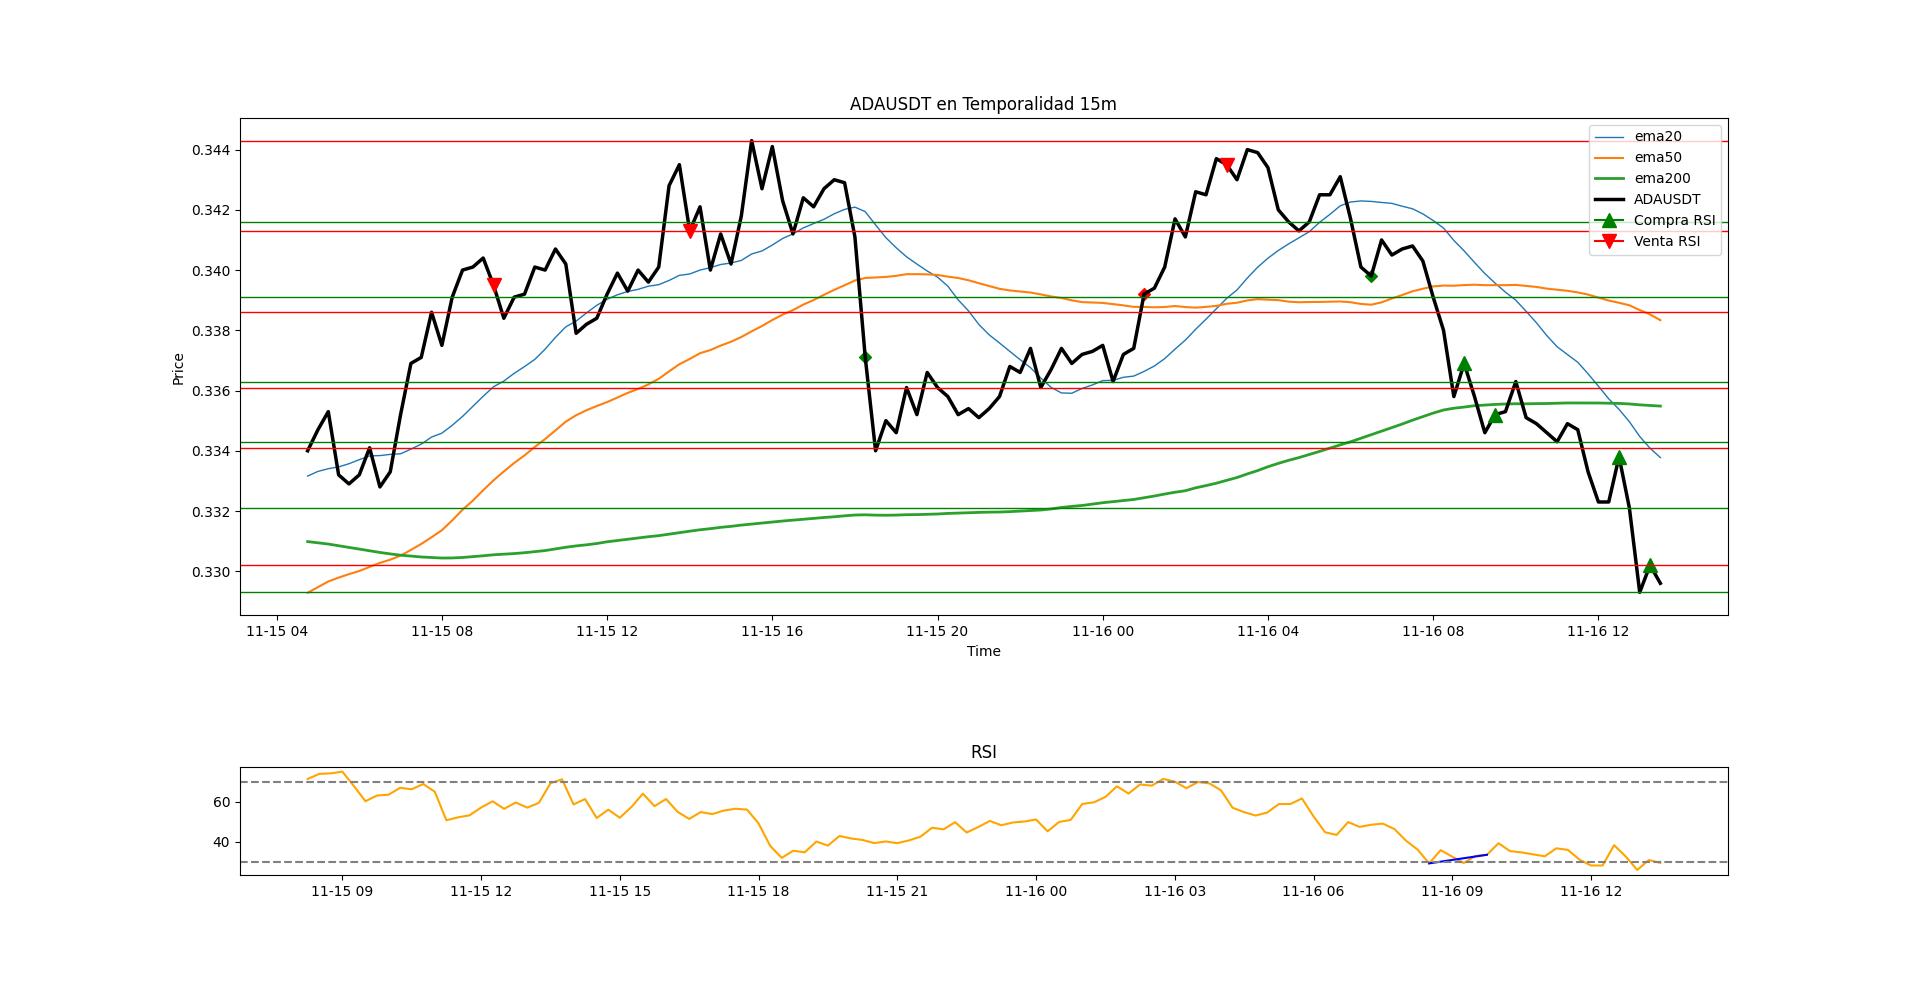 ADAUSDT en Temporalidad 15m
ema20
ema50
ema200
ADAUSDT
Compra RSI
Venta RSI
Price
0.344
0.342
0.340
0.338
0.336
0.334
0.332
0.330
11-15 04 11-15 08 11-15 12 11-15 16 11-15 20 11-16 00 11-16 04 11-16 08 11-16 12
Time
RSI
60
40
11-15 09 11-15 12 11-15 15 11-15 18 11-15 21 11-16 00 11-16 03 11-16 06 11-16 09 11-16 12